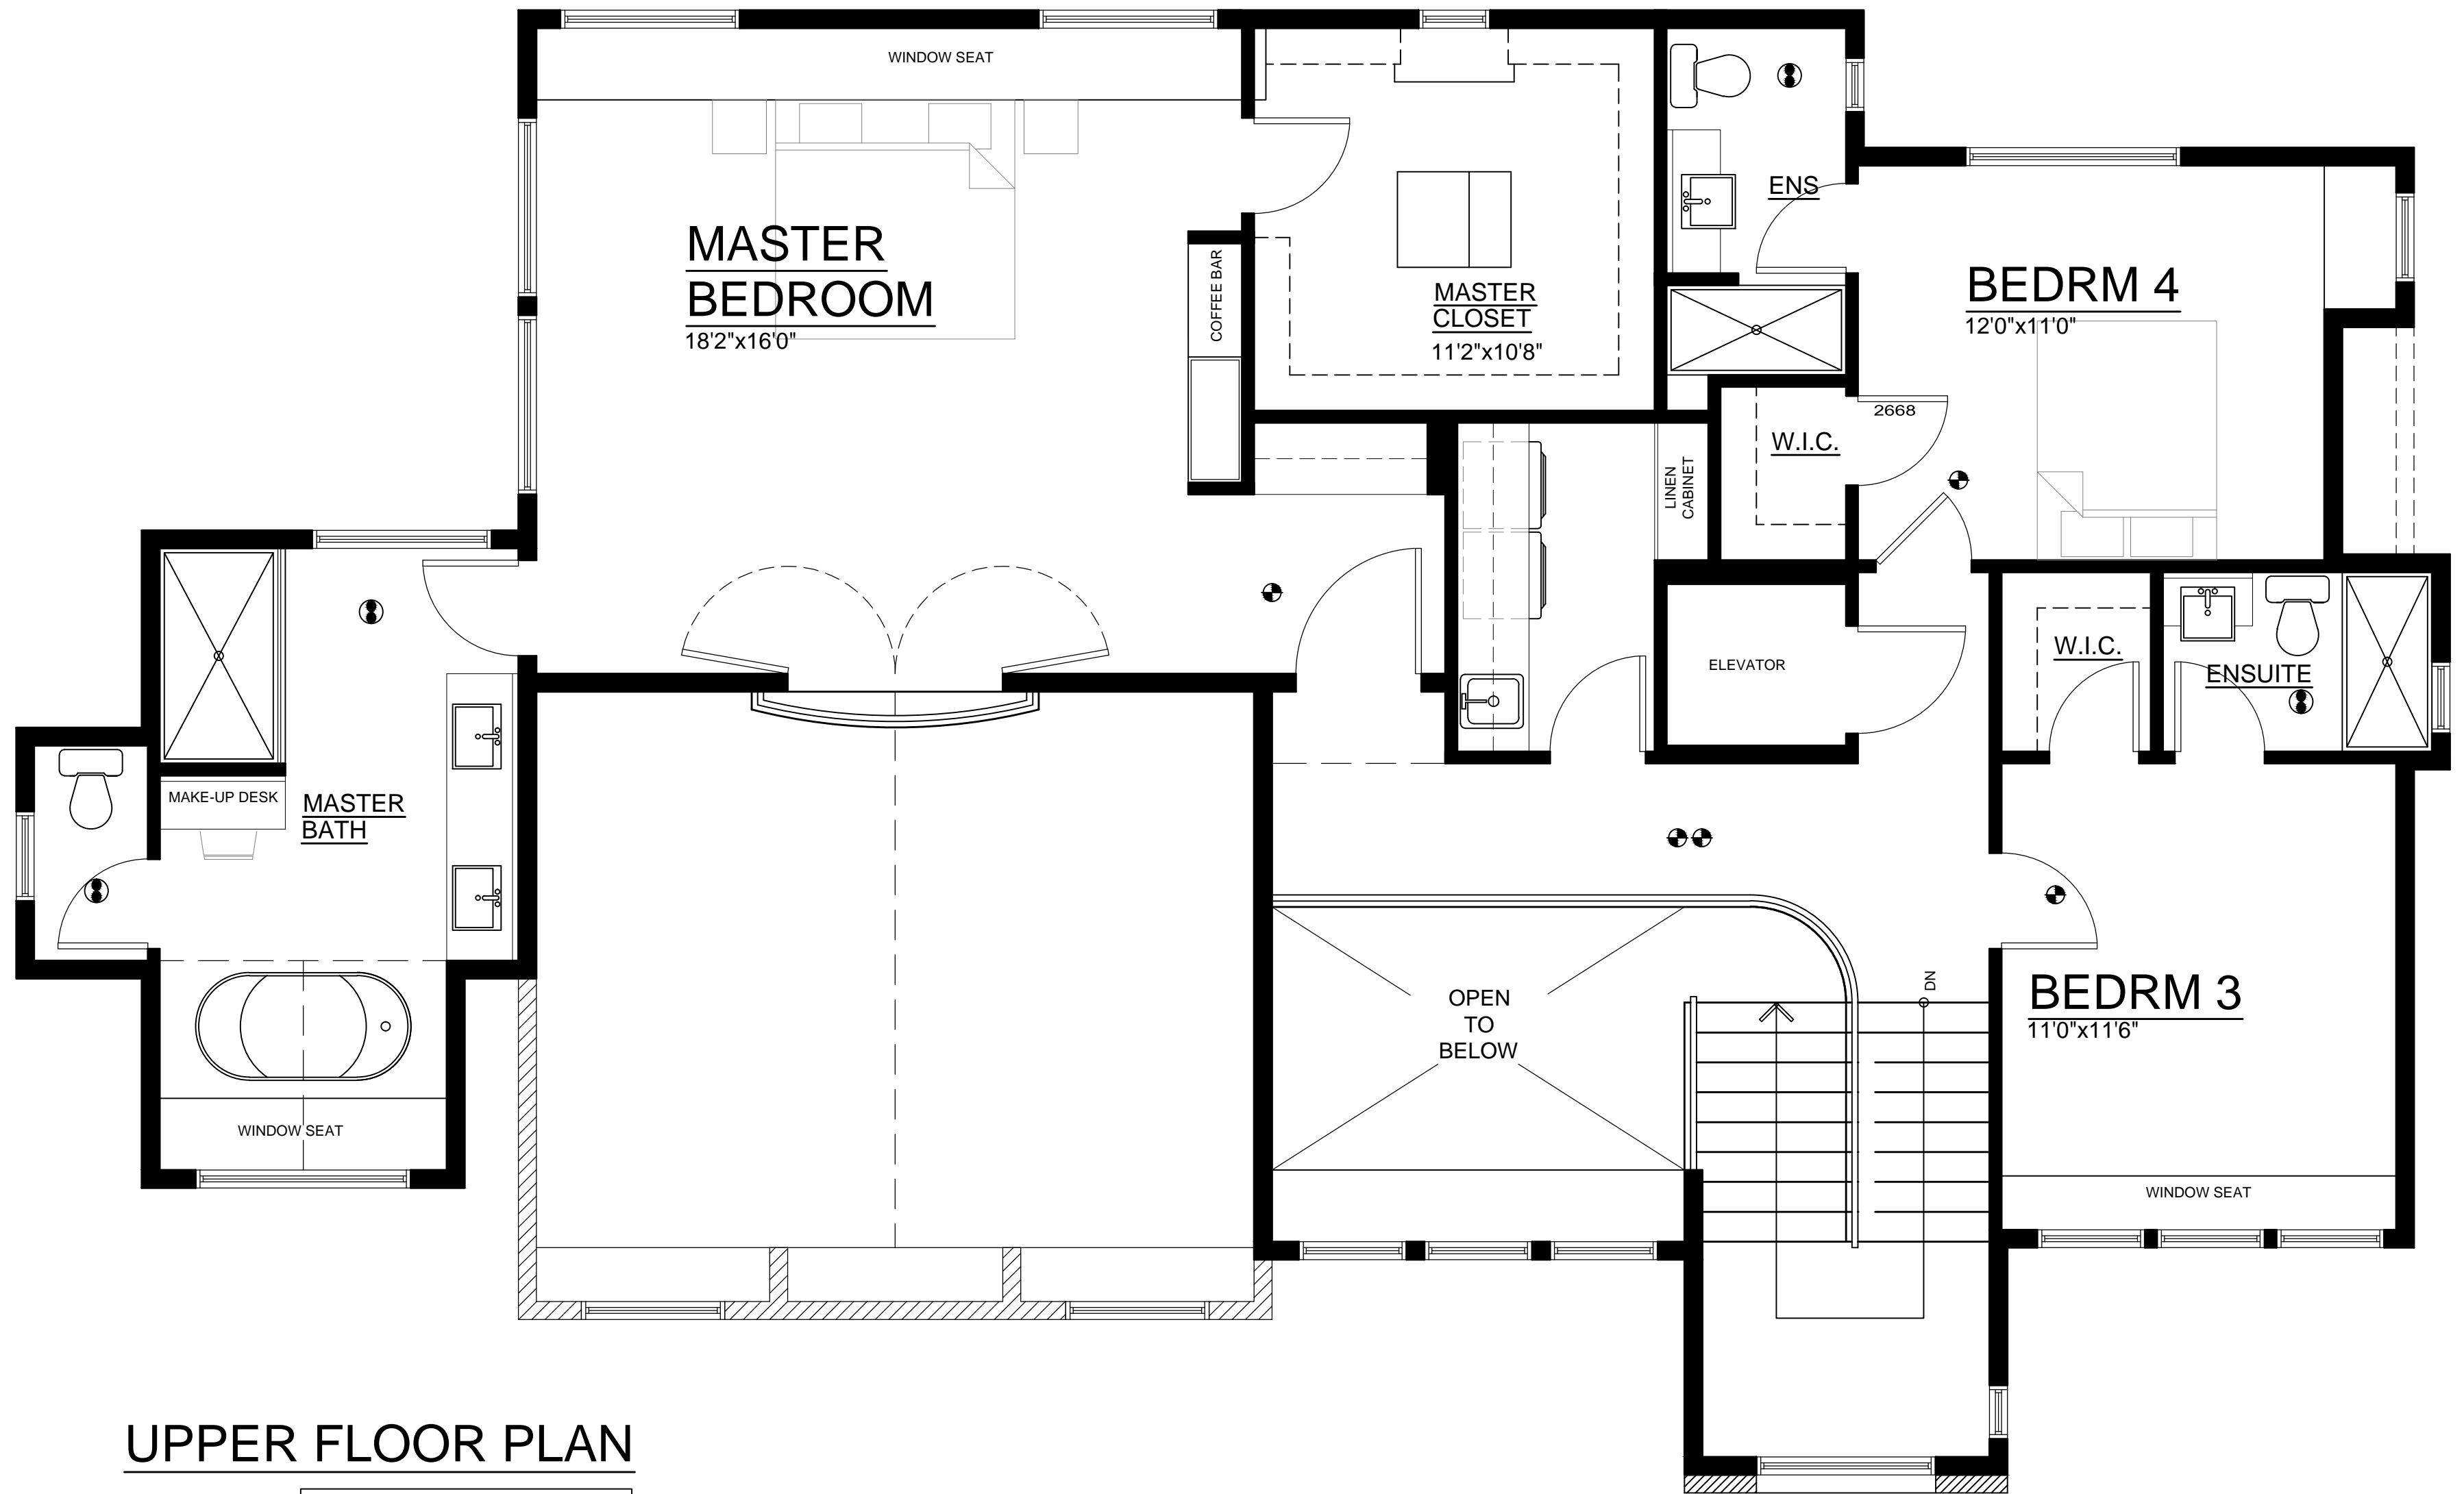 WINDOW SEAT
MASTER
BEDROOM
18'2"x16'0"
COFFEE BAR
MASTER
CLOSET
11'2"x10'8"
ENS
BEDRM 4
12'0"x11'0"
2668
W.I.C.
LINEN
CABINET
ELEVATOR
W.I.C.
ENSUITE
MAKE-UP DESK
MASTER
BATH
WINDOW SEAT
OPEN
TO
BELOW
DN
BEDRM 3
11'0"x11'6"
WINDOW SEAT
UPPER FLOOR PLAN